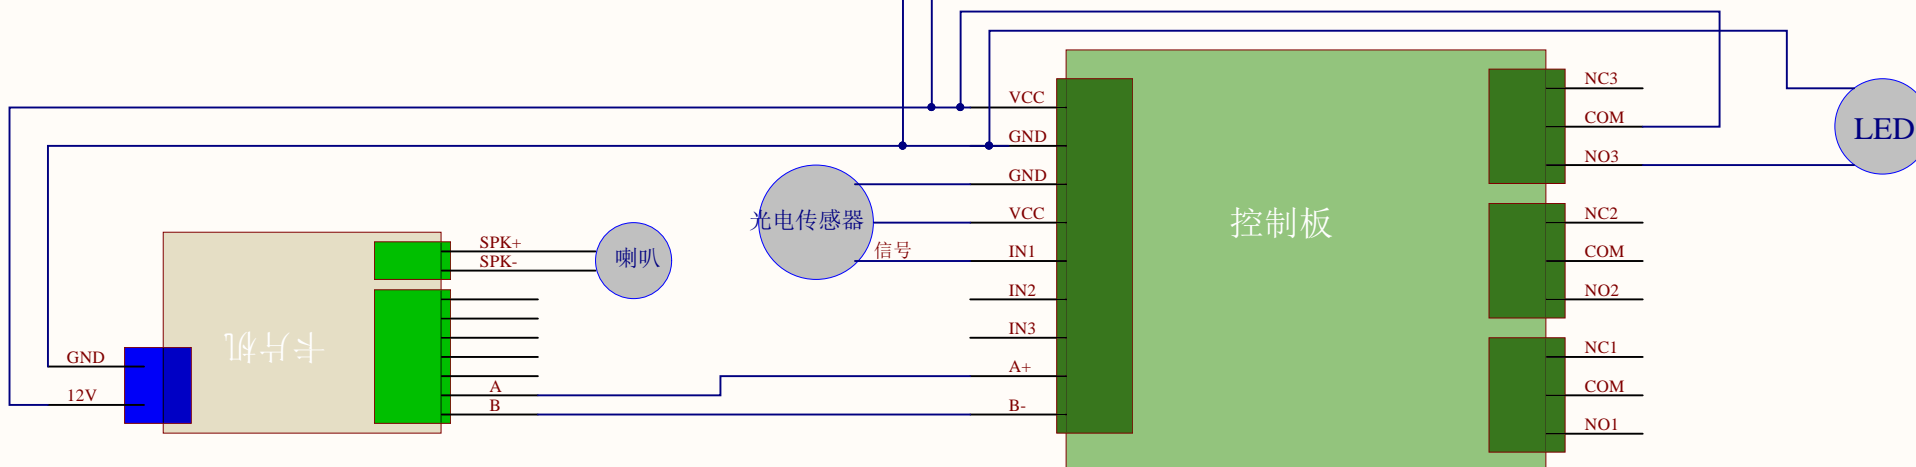 SPK+
SPK-
喇叭
卡片机
GND
12V
A
B
光电传感器
信号
VCC
GND
GND
VCC
IN1
IN2
IN3
A+
B-
控制板
NC3
COM
NO3
NC2
COM
NO2
NC1
COM
NO1
LED